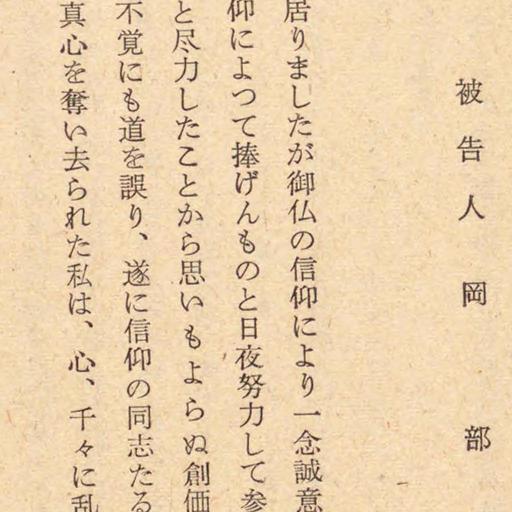 被告人 岡 部
居りましたが御仏の信仰により一念誠意
仰によつて捧げんものと日夜努力して参
と尽力したことから思いもよらぬ創価
不覚にも道を誤り、遂に信仰の同志たる
真心を奪い去られた私は、心、千々に乱